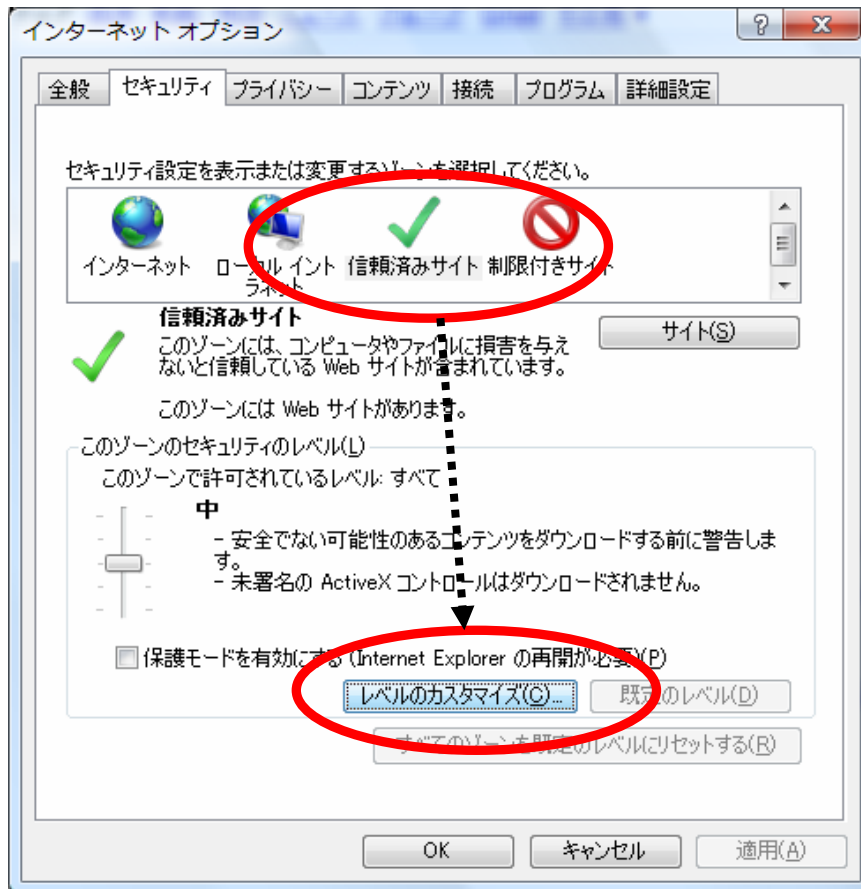 インターネット オプション
全般 セキュリティ プライバシー コンテンツ 接続 プログラム 詳細設定
セキュリティ設定を表示または変更するゾーンを選択してください。
インターネット
ローカル イント
ラネット
信頼済みサイト
制限付きサイト
信頼済みサイト
サイト(S)
このゾーンには、コンピュータやファイルに損害を与え
ないと信頼している Web サイトが含まれています。
このゾーンには Web サイトがあります。
このゾーンのセキュリティのレベル(L)
このゾーンで許可されているレベル: すべて
中
- 安全でない可能性のあるコンテンツをダウンロードする前に警告しま
す。
- 未署名の ActiveX コントロールはダウンロードされません。
保護モードを有効にする (Internet Explorer の再開が必要)(P)
レベルのカスタマイズ(C)... 既定のレベル(D)
すべてのゾーンを既定のレベルにリセットする(R)
OK キャンセル 適用(A)